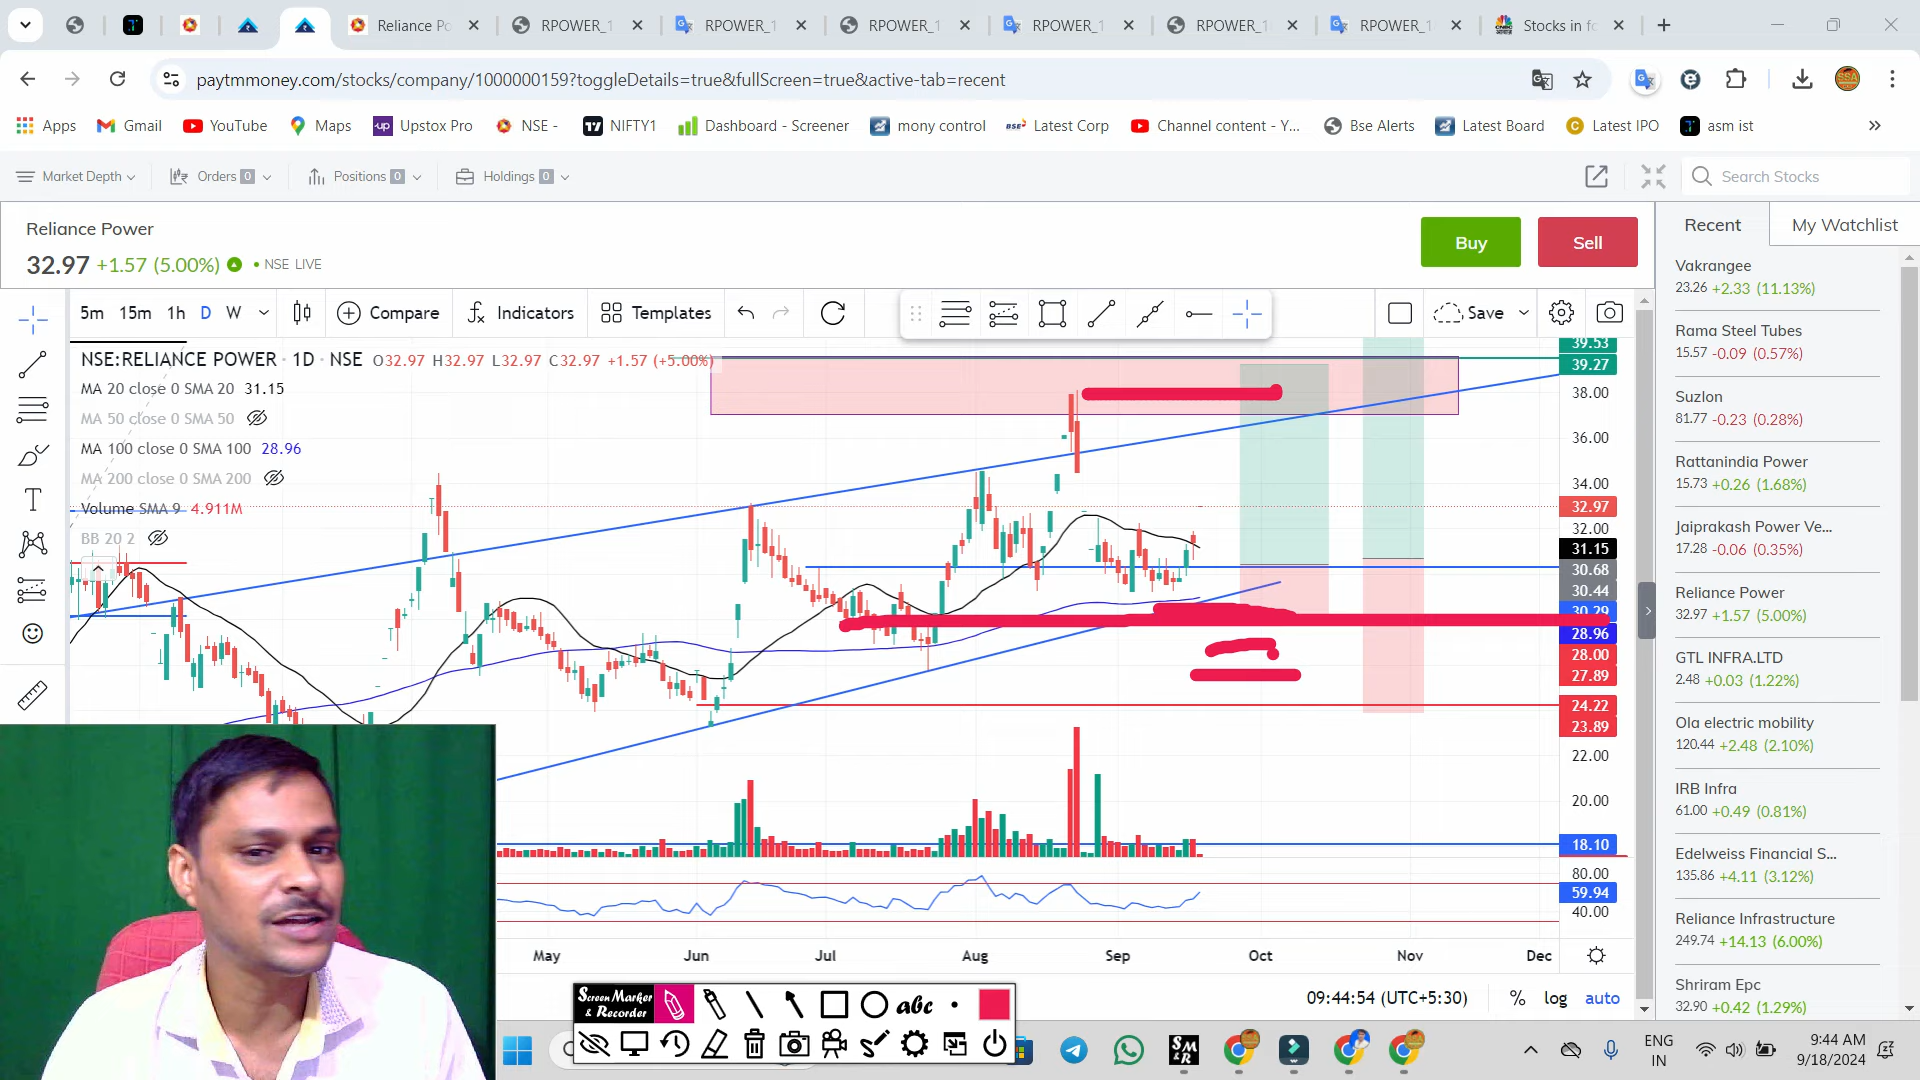 Reliance Po
RPOWER_1
RPOWER_1
RPOWER_1
RPOWER_1
RPOWER_1
RPOWER_1
Stocks in fo
paytmmoney.com/stocks/company/1000000159?toggleDetails=true&fullScreen=true&active-tab=recent
Apps
Gmail
YouTube
Maps
Upstox Pro
NSE -
NIFTY1
Dashboard - Screener
mony control
Latest Corp
Channel content - Y...
Bse Alerts
Latest Board
Latest IPO
asm ist
Market Depth
Orders 0
Positions 0
Holdings 0
Search Stocks
Reliance Power
32.97 +1.57 (5.00%) • NSE LIVE
Buy
Sell
Recent
My Watchlist
5m 15m 1h D W
Compare
Indicators
Templates
Save
NSE:RELIANCE POWER · 1D · NSE O32.97 H32.97 L32.97 C32.97 +1.57 (+5.00%)
MA 20 close 0 SMA 20 31.15
MA 50 close 0 SMA 50
MA 100 close 0 SMA 100 28.96
MA 200 close 0 SMA 200
Volume SMA 9 4.911M
BB 20 2
39.53
39.27
38.00
36.00
34.00
32.97
32.00
31.15
30.68
30.44
30.29
28.96
28.00
27.89
24.22
23.89
22.00
20.00
18.10
80.00
59.94
40.00
May Jun Jul Aug Sep Oct Nov Dec
09:44:54 (UTC+5:30) % log auto
Vakrangee
23.26 +2.33 (11.13%)
Rama Steel Tubes
15.57 -0.09 (0.57%)
Suzlon
81.77 -0.23 (0.28%)
Rattanindia Power
15.73 +0.26 (1.68%)
Jaiprakash Power Ve...
17.28 -0.06 (0.35%)
Reliance Power
32.97 +1.57 (5.00%)
GTL INFRA.LTD
2.48 +0.03 (1.22%)
Ola electric mobility
120.44 +2.48 (2.10%)
IRB Infra
61.00 +0.49 (0.81%)
Edelweiss Financial S...
135.86 +4.11 (3.12%)
Reliance Infrastructure
249.74 +14.13 (6.00%)
Shriram Epc
32.90 +0.42 (1.29%)
Screen Marker
& Recorder
abc
SM
&R
ENG
IN
9:44 AM
9/18/2024